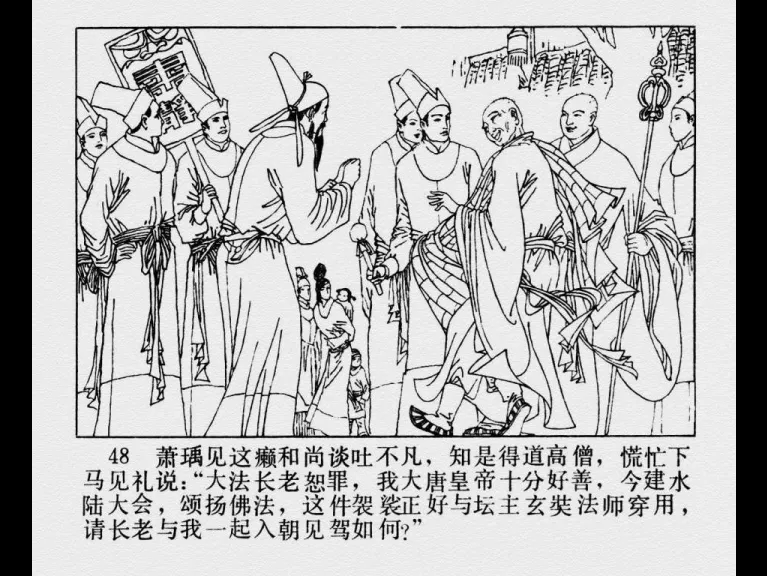 48 萧瑀见这癞和尚谈吐不凡，知是得道高僧，慌忙下
马见礼说：“大法长老恕罪，我大唐皇帝十分好善，今建水
陆大会，颂扬佛法，这件袈裟正好与坛主玄奘法师穿用，
请长老与我一起入朝见驾如何？”